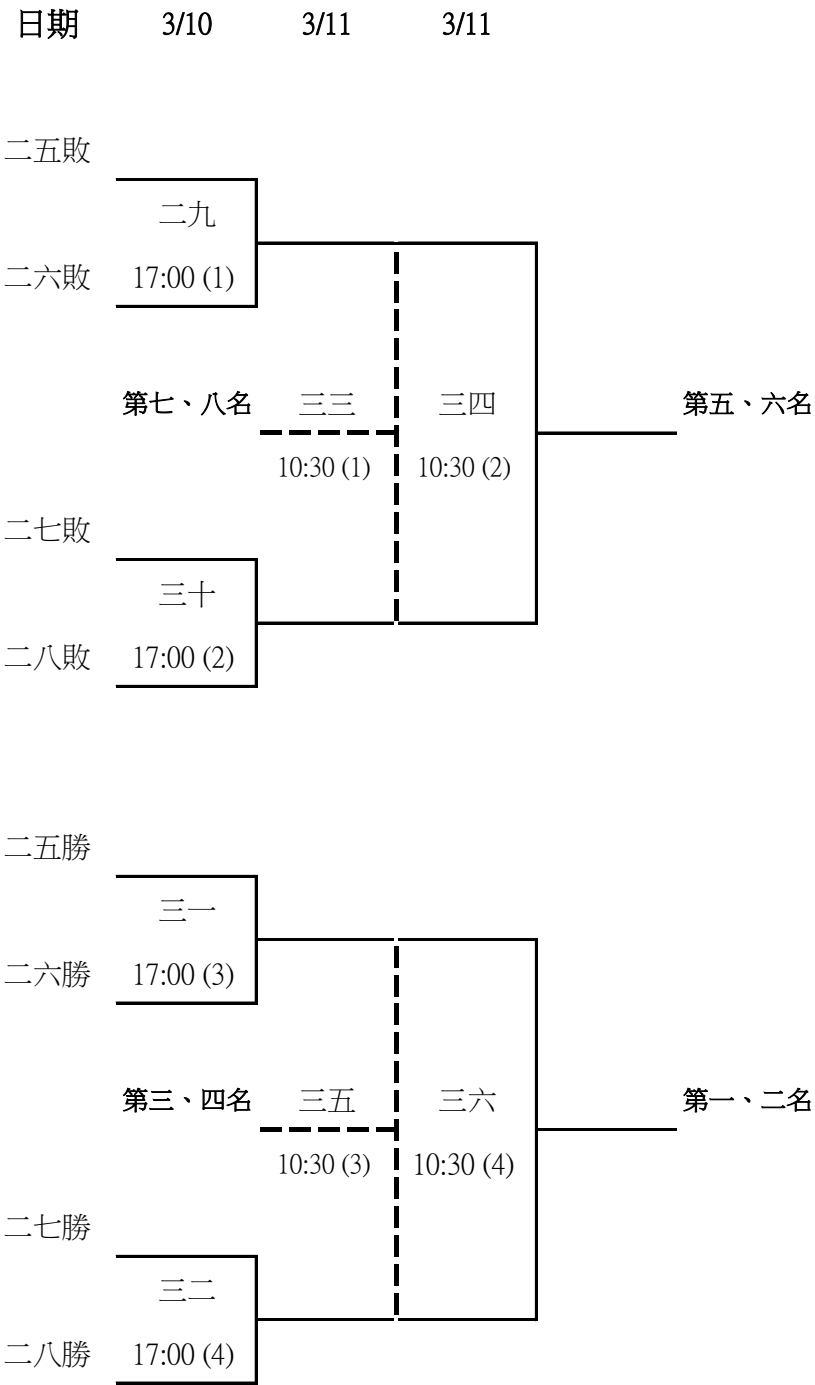 日期 3/10 3/11 3/11
二五敗
二九
二六敗 17:00 (1)
第七、八名 三三 三四 第五、六名
10:30 (1) 10:30 (2)
二七敗
三十
二八敗 17:00 (2)
二五勝
三一
二六勝 17:00 (3)
第三、四名 三五 三六 第一、二名
10:30 (3) 10:30 (4)
二七勝
三二
二八勝 17:00 (4)